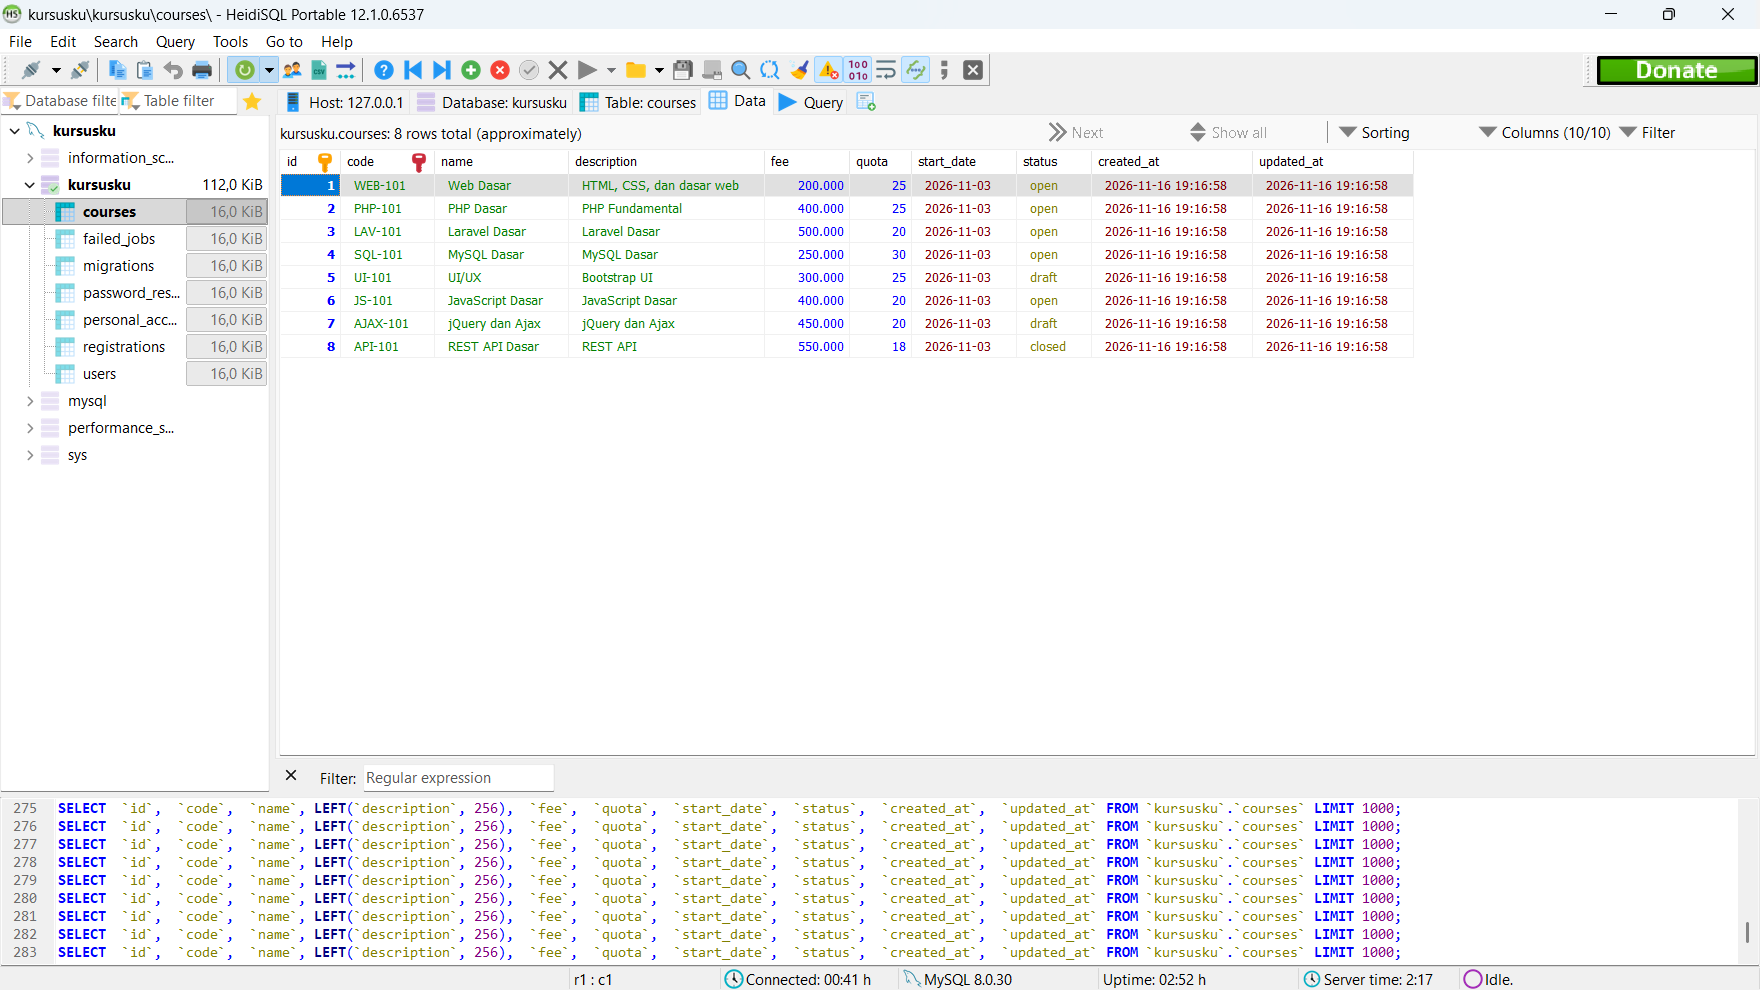 kursusku\kursusku\courses\ - HeidiSQL Portable 12.1.0.6537
File Edit Search Query Tools Go to Help
Donate
Database filte Table filter
Host: 127.0.0.1 Database: kursusku Table: courses Data Query
kursusku
information_sc...
kursusku 112,0 KiB
courses 16,0 KiB
failed_jobs 16,0 KiB
migrations 16,0 KiB
password_res... 16,0 KiB
personal_acc... 16,0 KiB
registrations 16,0 KiB
users 16,0 KiB
mysql
performance_s...
sys
kursusku.courses: 8 rows total (approximately) Next Show all Sorting Columns (10/10) Filter
id code name description fee quota start_date status created_at updated_at
1 WEB-101 Web Dasar HTML, CSS, dan dasar web 200.000 25 2026-11-03 open 2026-11-16 19:16:58 2026-11-16 19:16:58
2 PHP-101 PHP Dasar PHP Fundamental 400.000 25 2026-11-03 open 2026-11-16 19:16:58 2026-11-16 19:16:58
3 LAV-101 Laravel Dasar Laravel Dasar 500.000 20 2026-11-03 open 2026-11-16 19:16:58 2026-11-16 19:16:58
4 SQL-101 MySQL Dasar MySQL Dasar 250.000 30 2026-11-03 open 2026-11-16 19:16:58 2026-11-16 19:16:58
5 UI-101 UI/UX Bootstrap UI 300.000 25 2026-11-03 draft 2026-11-16 19:16:58 2026-11-16 19:16:58
6 JS-101 JavaScript Dasar JavaScript Dasar 400.000 20 2026-11-03 open 2026-11-16 19:16:58 2026-11-16 19:16:58
7 AJAX-101 jQuery dan Ajax jQuery dan Ajax 450.000 20 2026-11-03 draft 2026-11-16 19:16:58 2026-11-16 19:16:58
8 API-101 REST API Dasar REST API 550.000 18 2026-11-03 closed 2026-11-16 19:16:58 2026-11-16 19:16:58
Filter: Regular expression
275 SELECT `id`, `code`, `name`, LEFT(`description`, 256), `fee`, `quota`, `start_date`, `status`, `created_at`, `updated_at` FROM `kursusku`.`courses` LIMIT 1000;
276 SELECT `id`, `code`, `name`, LEFT(`description`, 256), `fee`, `quota`, `start_date`, `status`, `created_at`, `updated_at` FROM `kursusku`.`courses` LIMIT 1000;
277 SELECT `id`, `code`, `name`, LEFT(`description`, 256), `fee`, `quota`, `start_date`, `status`, `created_at`, `updated_at` FROM `kursusku`.`courses` LIMIT 1000;
278 SELECT `id`, `code`, `name`, LEFT(`description`, 256), `fee`, `quota`, `start_date`, `status`, `created_at`, `updated_at` FROM `kursusku`.`courses` LIMIT 1000;
279 SELECT `id`, `code`, `name`, LEFT(`description`, 256), `fee`, `quota`, `start_date`, `status`, `created_at`, `updated_at` FROM `kursusku`.`courses` LIMIT 1000;
280 SELECT `id`, `code`, `name`, LEFT(`description`, 256), `fee`, `quota`, `start_date`, `status`, `created_at`, `updated_at` FROM `kursusku`.`courses` LIMIT 1000;
281 SELECT `id`, `code`, `name`, LEFT(`description`, 256), `fee`, `quota`, `start_date`, `status`, `created_at`, `updated_at` FROM `kursusku`.`courses` LIMIT 1000;
282 SELECT `id`, `code`, `name`, LEFT(`description`, 256), `fee`, `quota`, `start_date`, `status`, `created_at`, `updated_at` FROM `kursusku`.`courses` LIMIT 1000;
283 SELECT `id`, `code`, `name`, LEFT(`description`, 256), `fee`, `quota`, `start_date`, `status`, `created_at`, `updated_at` FROM `kursusku`.`courses` LIMIT 1000;
r1 : c1 Connected: 00:41 h MySQL 8.0.30 Uptime: 02:52 h Server time: 2:17 Idle.